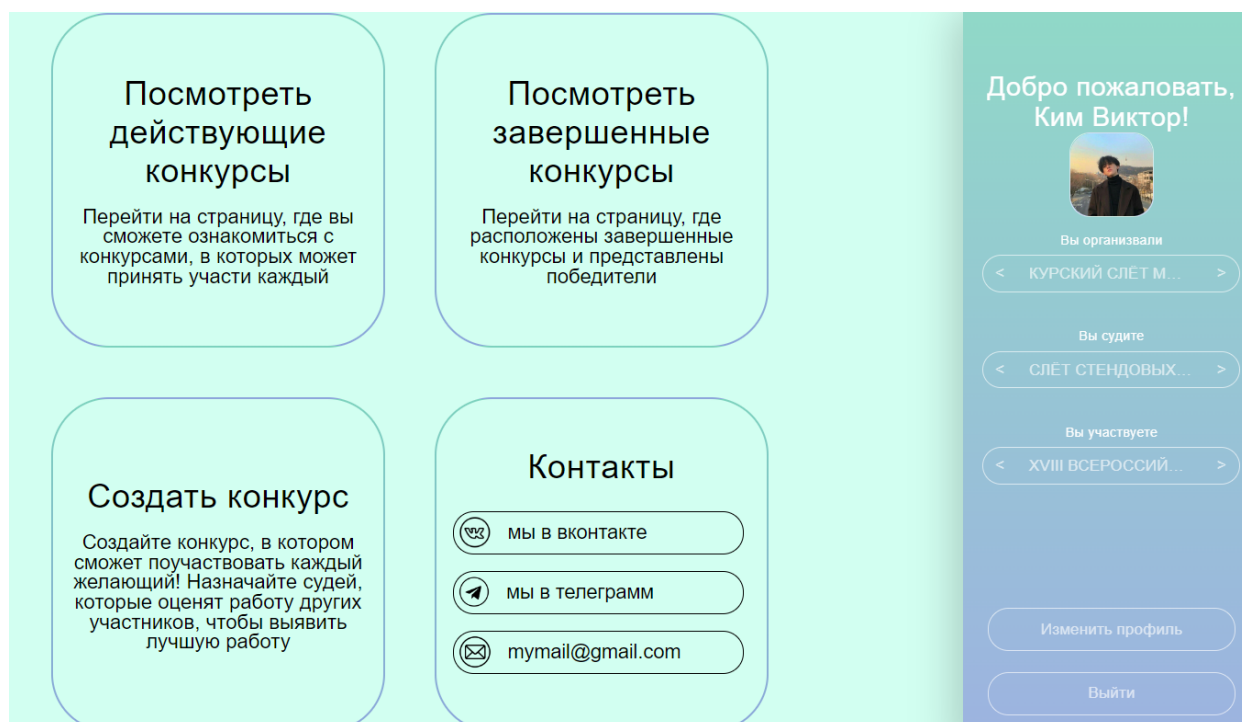 Посмотреть
действующие
конкурсы
Перейти на страницу, где вы
сможете ознакомиться с
конкурсами, в которых может
принять участи каждый
Посмотреть
завершенные
конкурсы
Перейти на страницу, где
расположены завершенные
конкурсы и представлены
победители
Создать конкурс
Создайте конкурс, в котором
сможет поучаствовать каждый
желающий! Назначайте судей,
которые оценят работу других
участников, чтобы выявить
лучшую работу
Контакты
мы в вконтакте
мы в телеграмм
mymail@gmail.com
Добро пожаловать,
Ким Виктор!
Вы организвали
< КУРСКИЙ СЛЁТ М... >
Вы судите
< СЛЁТ СТЕНДОВЫХ... >
Вы участвуете
< XVIII ВСЕРОССИЙ... >
Изменить профиль
Выйти